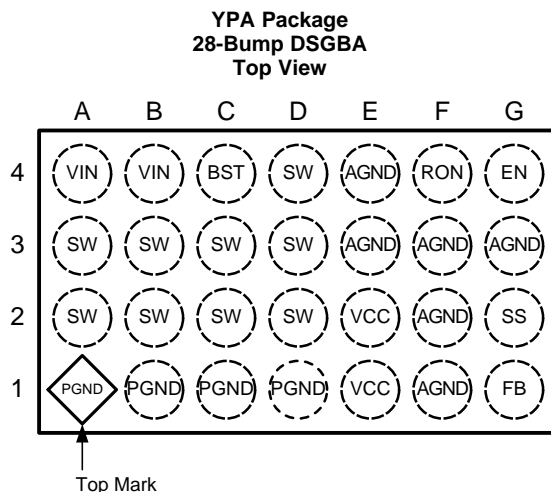 YPA Package
28-Bump DSGBA
Top View
A B C D E F G
4 VIN VIN BST SW AGND RON EN
3 SW SW SW SW AGND AGND AGND
2 SW SW SW SW VCC AGND SS
1 PGND PGND PGND PGND VCC AGND FB
Top Mark